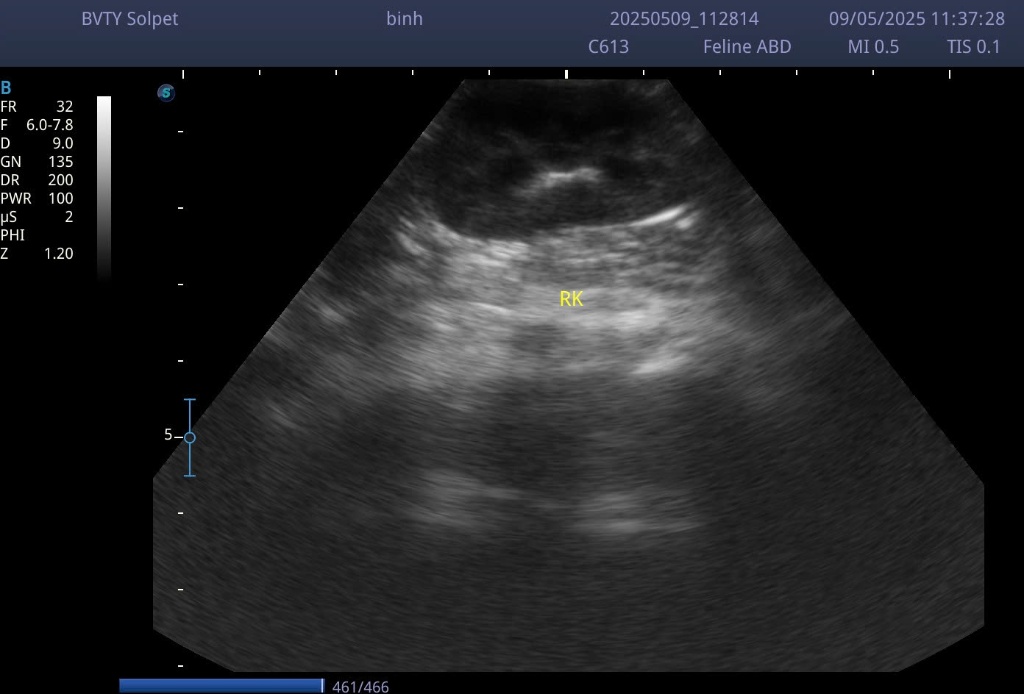 BVTY Solpet binh 20250509_112814 09/05/2025 11:37:28
C613 Feline ABD MI 0.5 TIS 0.1
B
S
FR 32
F 6.0-7.8
D 9.0
GN 135
DR 200
PWR 100
µS 2
PHI
Z 1.20
RK
5
461/466